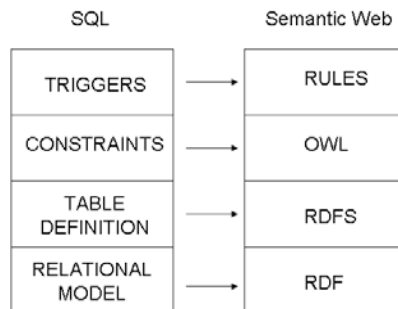 SQL
Semantic Web
TRIGGERS
RULES
CONSTRAINTS
OWL
TABLE
DEFINITION
RDFS
RELATIONAL
MODEL
RDF